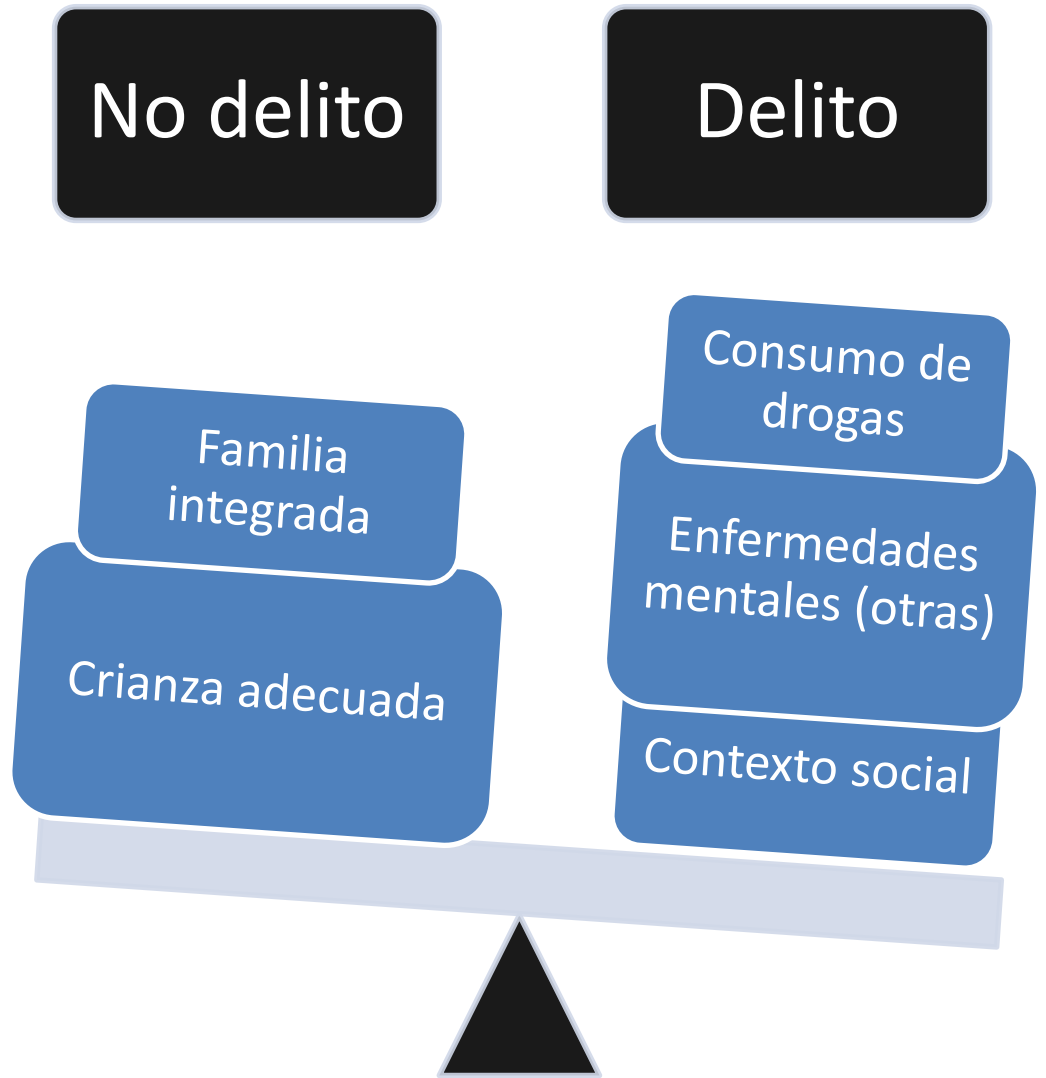 No delito
Delito
Familia
integrada
Crianza adecuada
Consumo de
drogas
Enfermedades
mentales (otras)
Contexto social